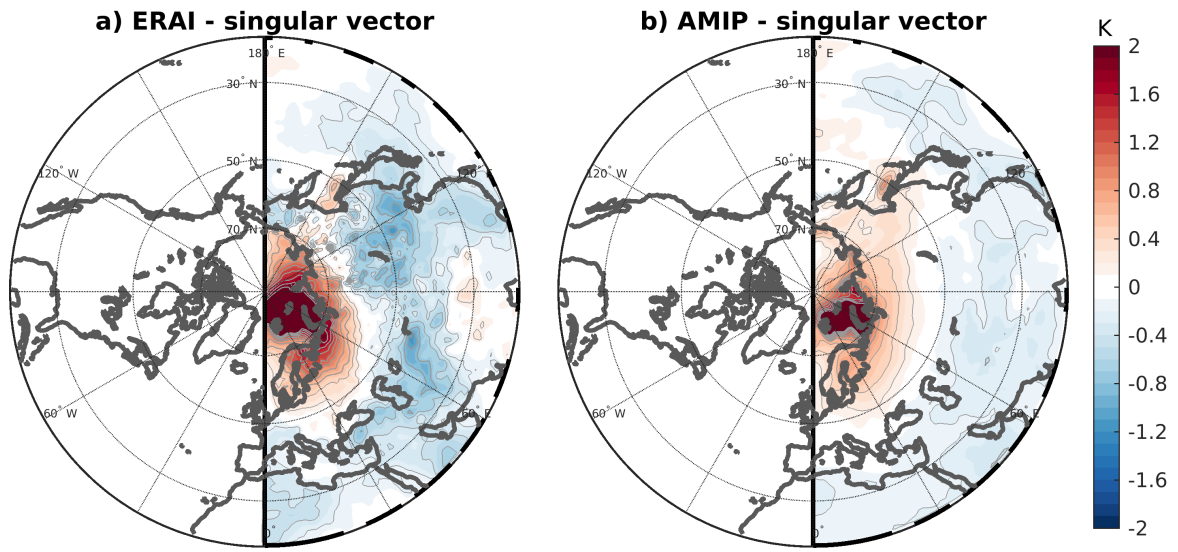 a) ERAI - singular vector
b) AMIP - singular vector
K
180° E
30° N
50° N
70° N
120° W
60° W
60° E
180° E
30° N
50° N
70° N
120° W
60° W
2
1.6
1.2
0.8
0.4
0
-0.4
-0.8
-1.2
-1.6
-2